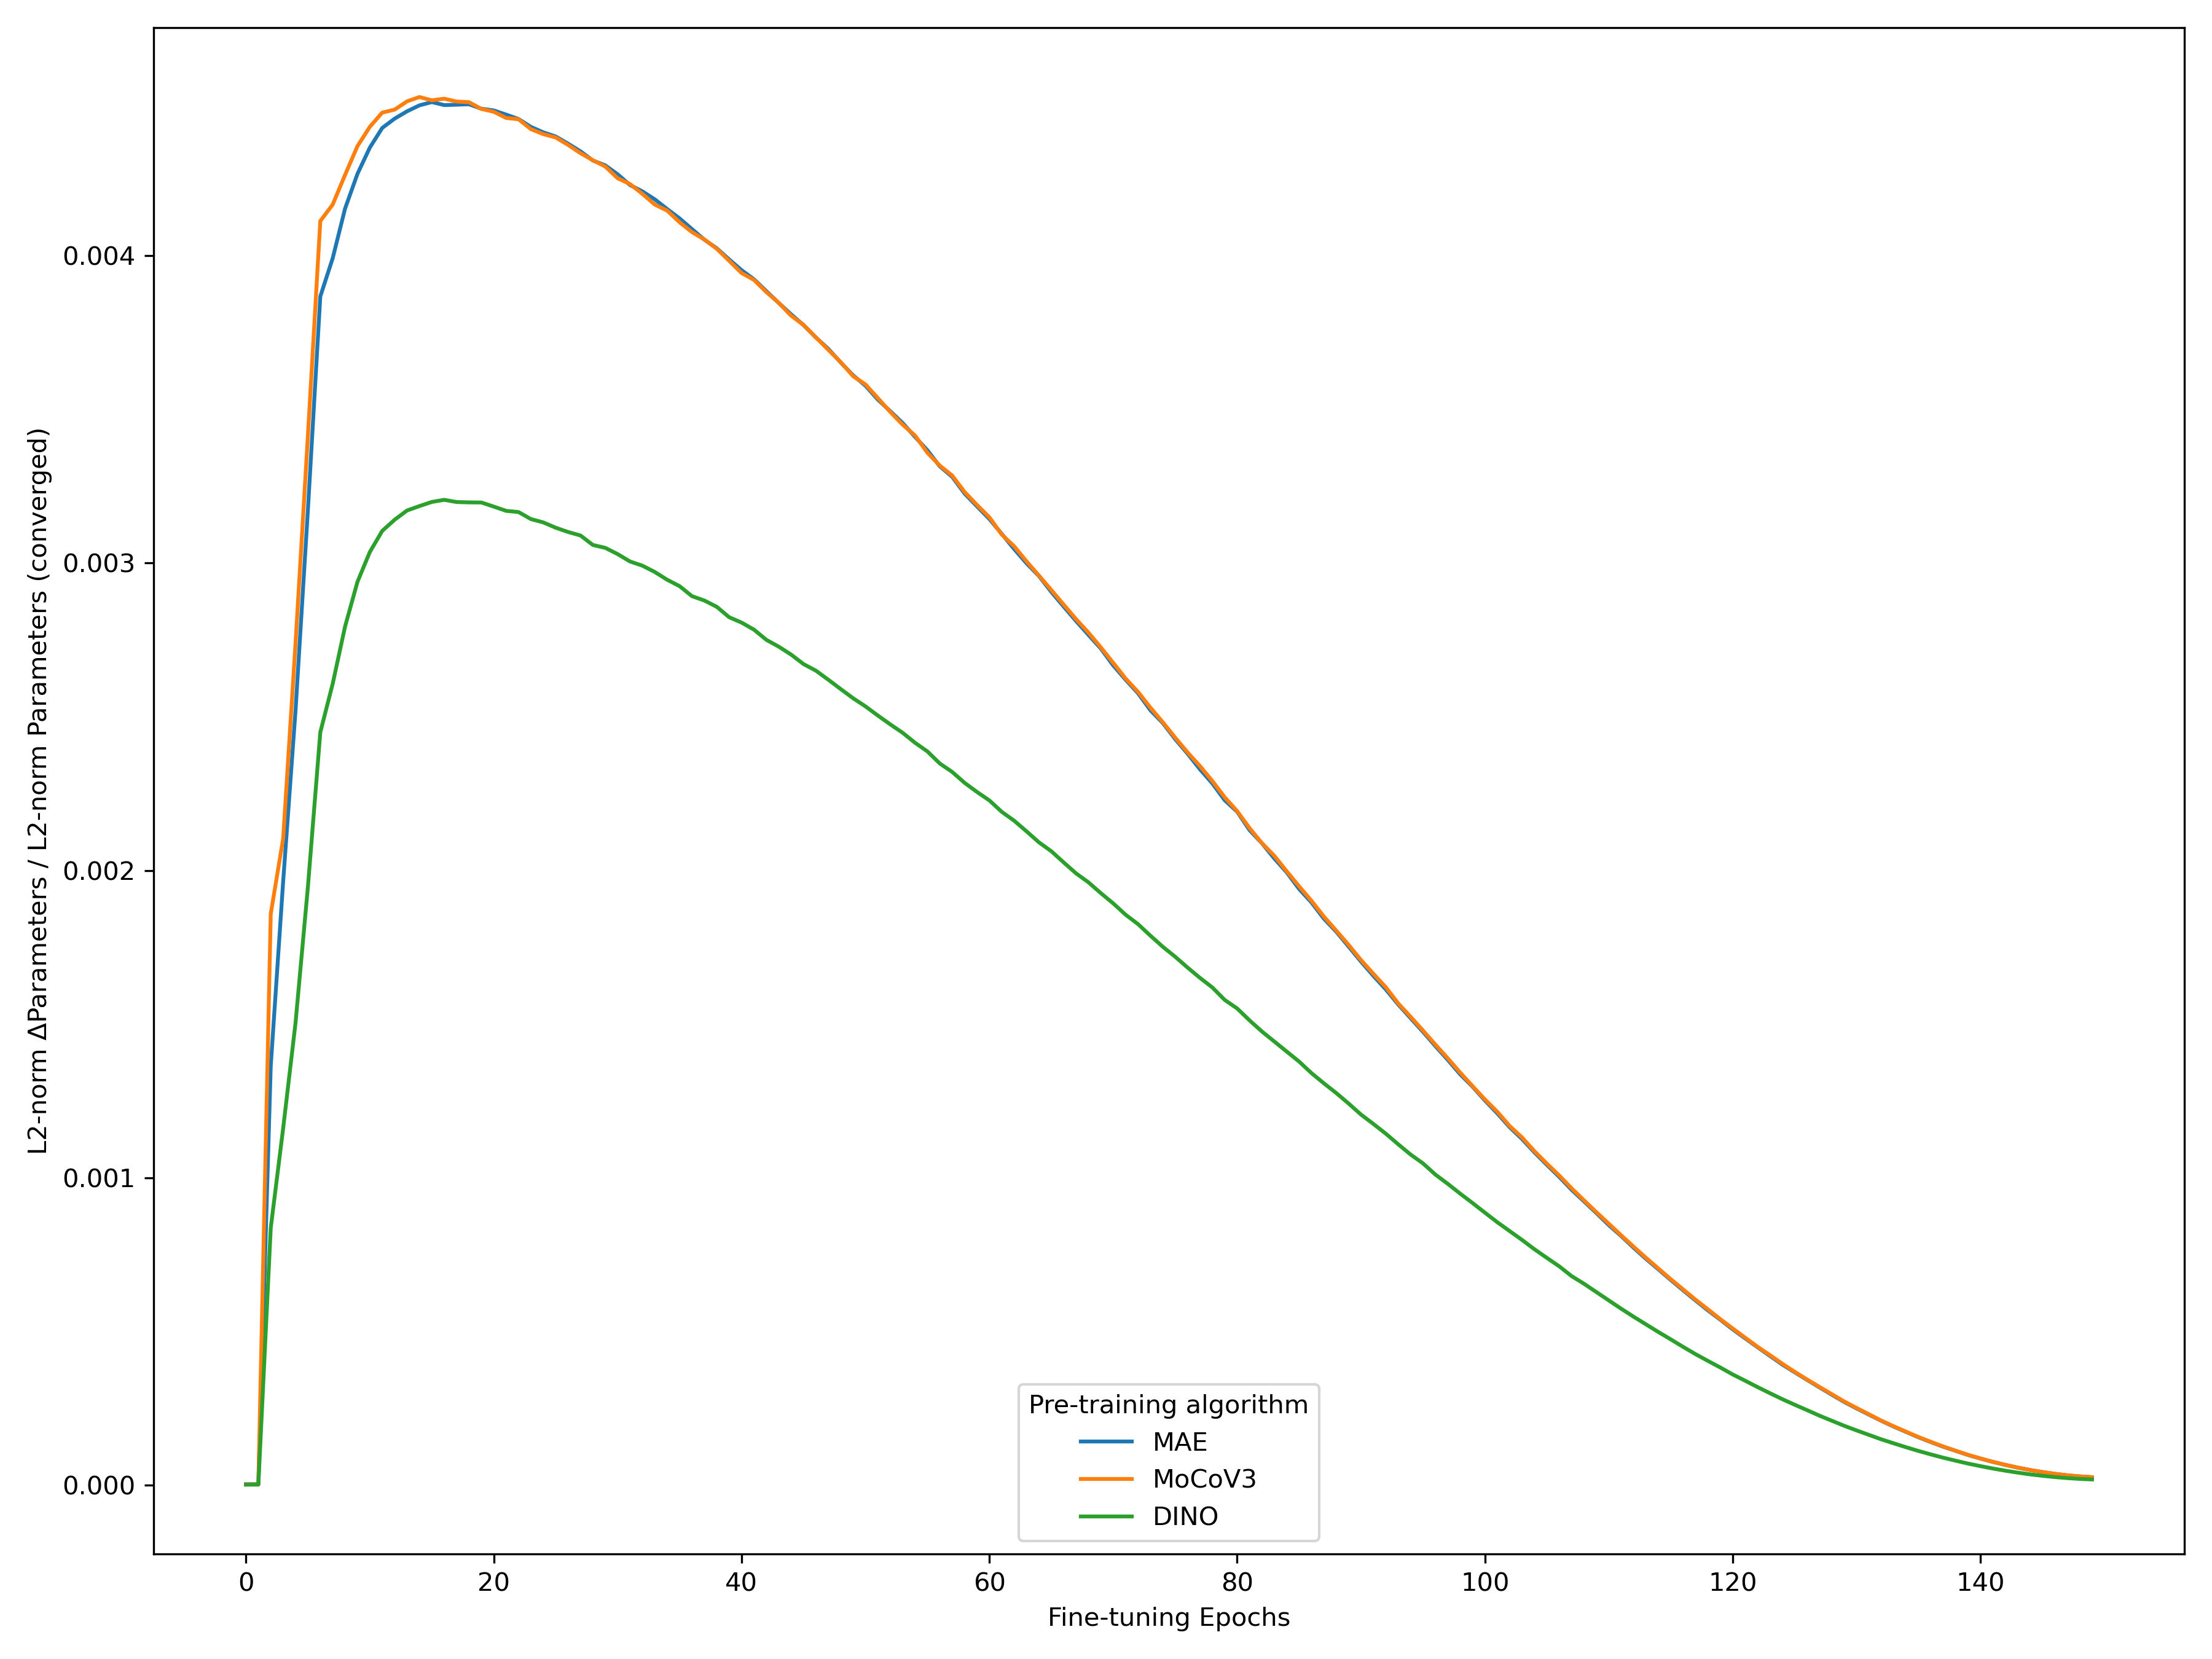 L2-norm ΔParameters / L2-norm Parameters (converged)
0.004
0.003
0.002
0.001
0.000
0 20 40 60 80 100 120 140
Fine-tuning Epochs
Pre-training algorithm
MAE
MoCoV3
DINO